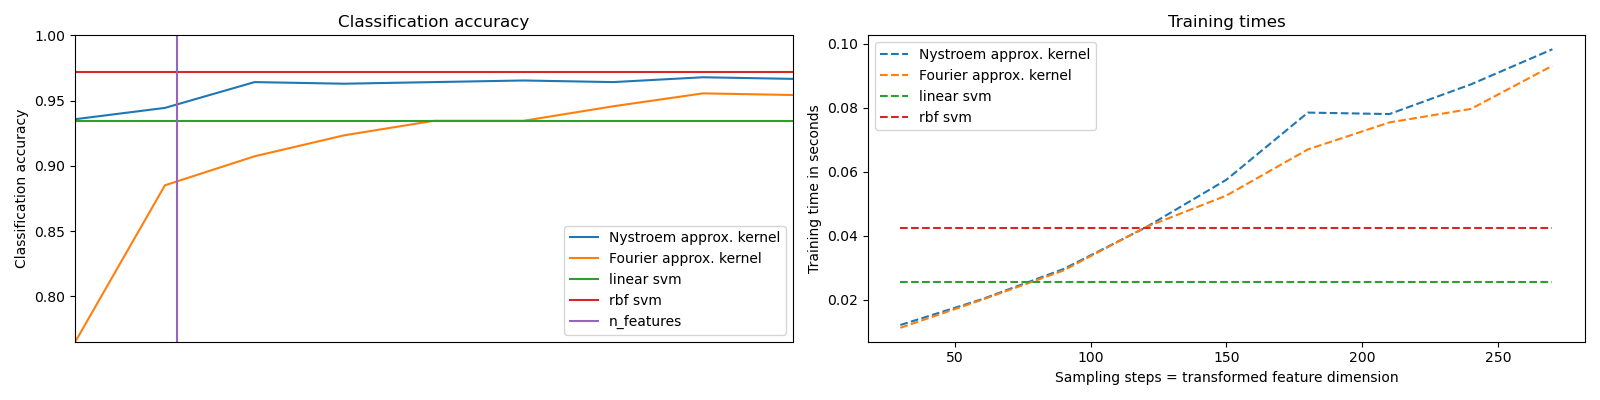 Classification accuracy
Classification accuracy
1.00
0.95
0.90
0.85
0.80
Nystroem approx. kernel
Fourier approx. kernel
linear svm
rbf svm
n_features
Training times
Training time in seconds
0.10
0.08
0.06
0.04
0.02
Nystroem approx. kernel
Fourier approx. kernel
linear svm
rbf svm
50 100 150 200 250
Sampling steps = transformed feature dimension